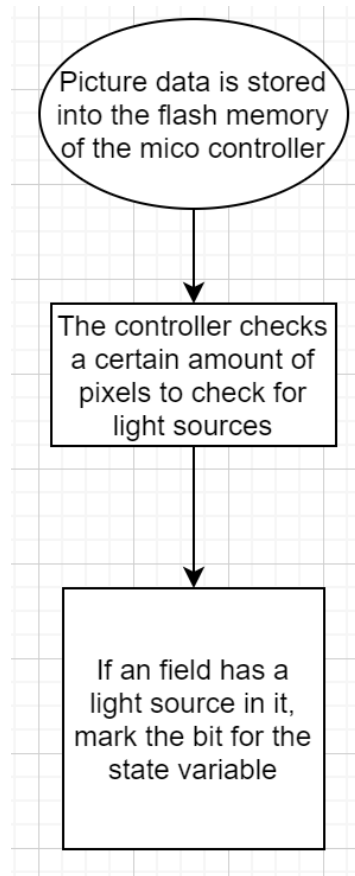 Picture data is stored
into the flash memory
of the mico controller
The controller checks
a certain amount of
pixels to check for
light sources
If an field has a
light source in it,
mark the bit for the
state variable